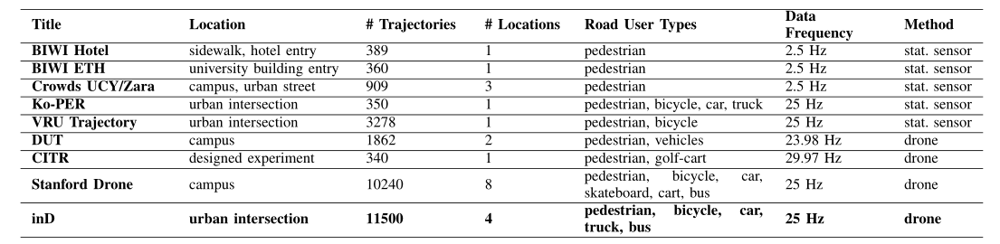 Title Location # Trajectories # Locations Road User Types Data Frequency Method
BIWI Hotel sidewalk, hotel entry 389 1 pedestrian 2.5 Hz stat. sensor
BIWI ETH university building entry 360 1 pedestrian 2.5 Hz stat. sensor
Crowds UCY/Zara campus, urban street 909 3 pedestrian 2.5 Hz stat. sensor
Ko-PER urban intersection 350 1 pedestrian, bicycle, car, truck 25 Hz stat. sensor
VRU Trajectory urban intersection 3278 1 pedestrian, bicycle 25 Hz stat. sensor
DUT campus 1862 2 pedestrian, vehicles 23.98 Hz drone
CITR designed experiment 340 1 pedestrian, golf-cart 29.97 Hz drone
Stanford Drone campus 10240 8 pedestrian, bicycle, car, skateboard, cart, bus 25 Hz drone
inD urban intersection 11500 4 pedestrian, bicycle, car, truck, bus 25 Hz drone